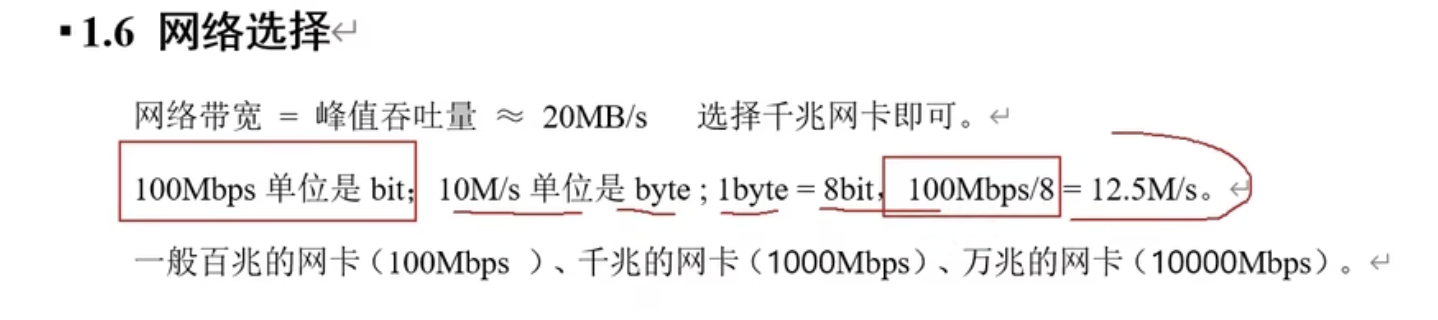 ▪1.6 网络选择↵
网络带宽 = 峰值吞吐量 ≈ 20MB/s 选择千兆网卡即可。↵
100Mbps 单位是 bit；10M/s 单位是 byte ; 1byte = 8bit，100Mbps/8 = 12.5M/s。↵
一般百兆的网卡（100Mbps ）、千兆的网卡（1000Mbps）、万兆的网卡（10000Mbps）。↵